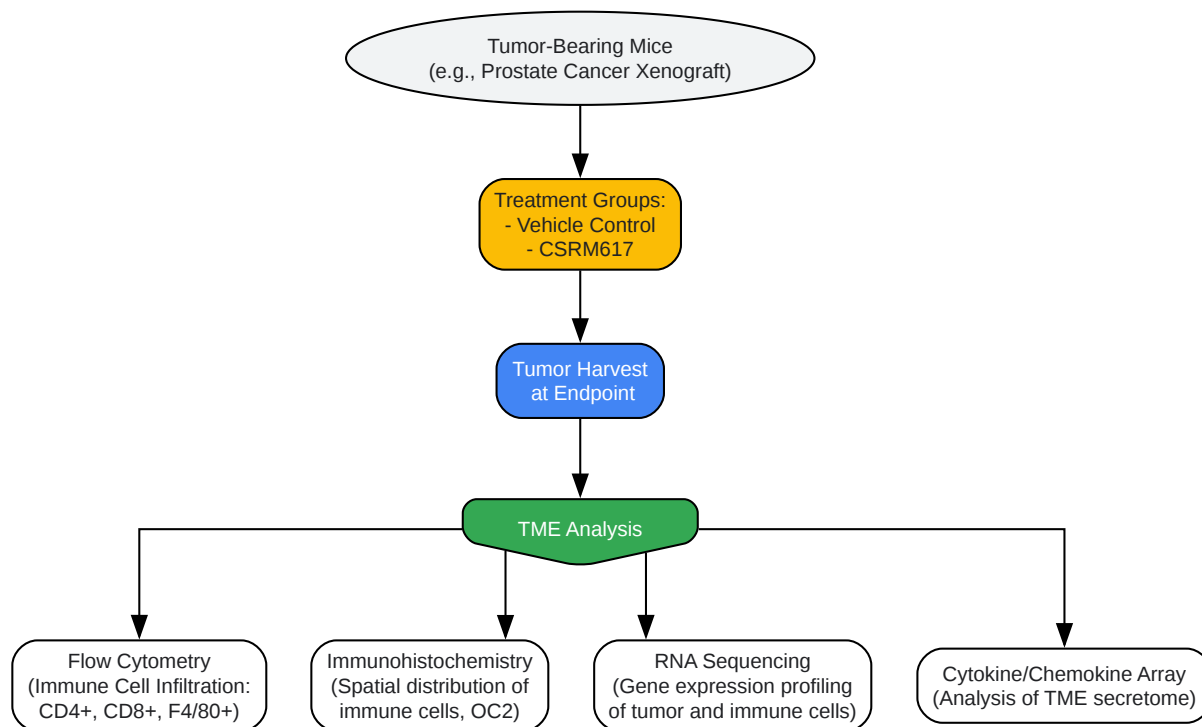 Tumor-Bearing Mice
(e.g., Prostate Cancer Xenograft)
Treatment Groups:
- Vehicle Control
- CSRM617
Tumor Harvest
at Endpoint
TME Analysis
Flow Cytometry
(Immune Cell Infiltration:
CD4+, CD8+, F4/80+)
Immunohistochemistry
(Spatial distribution of
immune cells, OC2)
RNA Sequencing
(Gene expression profiling
of tumor and immune cells)
Cytokine/Chemokine Array
(Analysis of TME secretome)